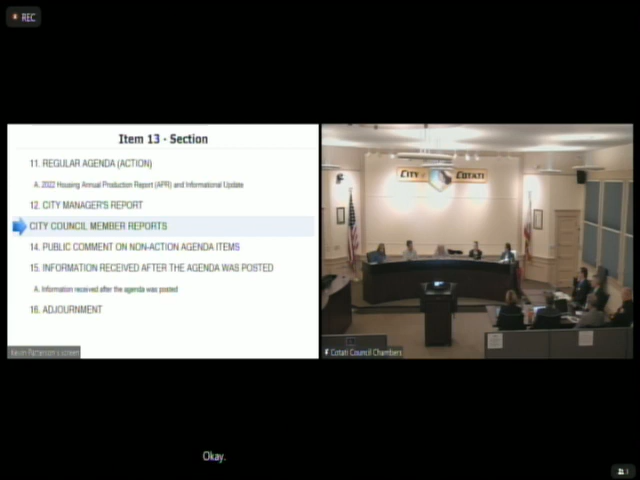 REC
Item 13 - Section
11. REGULAR AGENDA (ACTION)
A. 2022 Housing Annual Production Report (APR) and Informational Update
12. CITY MANAGER'S REPORT
CITY COUNCIL MEMBER REPORTS
14. PUBLIC COMMENT ON NON-ACTION AGENDA ITEMS
15. INFORMATION RECEIVED AFTER THE AGENDA WAS POSTED
A. Information received after the agenda was posted
16. ADJOURNMENT
Kevin Patterson's screen
CITY COTATI
Cotati Council Chambers
Okay.
3